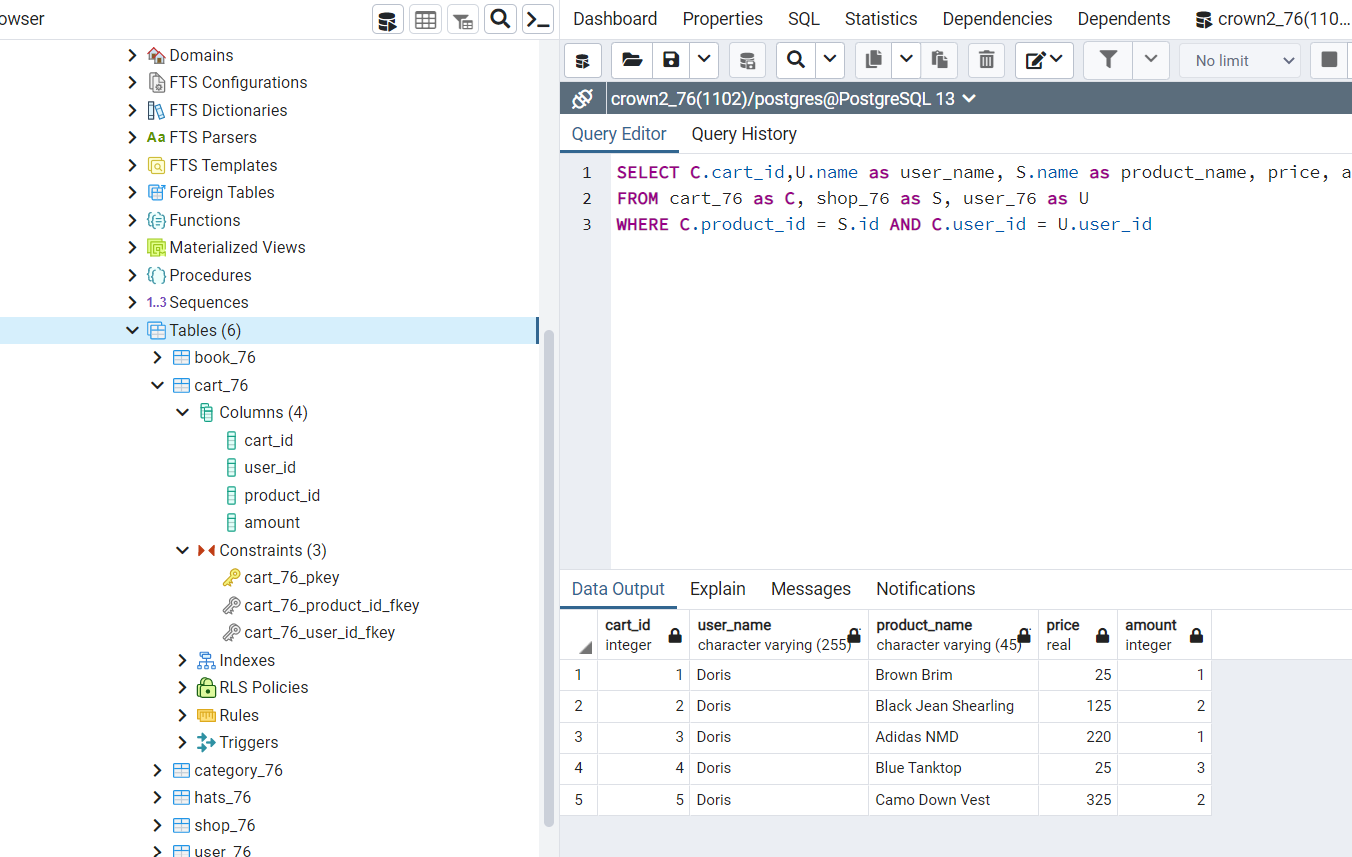 owser
Domains
FTS Configurations
FTS Dictionaries
Aa FTS Parsers
FTS Templates
Foreign Tables
Functions
Materialized Views
Procedures
1..3 Sequences
Tables (6)
book_76
cart_76
Columns (4)
cart_id
user_id
product_id
amount
Constraints (3)
cart_76_pkey
cart_76_product_id_fkey
cart_76_user_id_fkey
Indexes
RLS Policies
Rules
Triggers
category_76
hats_76
shop_76
user_76
Dashboard Properties SQL Statistics Dependencies Dependents crown2_76(110...
No limit
crown2_76(1102)/postgres@PostgreSQL 13
Query Editor Query History
1 SELECT C.cart_id,U.name as user_name, S.name as product_name, price, a
2 FROM cart_76 as C, shop_76 as S, user_76 as U
3 WHERE C.product_id = S.id AND C.user_id = U.user_id
Data Output Explain Messages Notifications
cart_id user_name product_name price amount
integer character varying (255) character varying (45) real integer
1 1 Doris Brown Brim 25 1
2 2 Doris Black Jean Shearling 125 2
3 3 Doris Adidas NMD 220 1
4 4 Doris Blue Tanktop 25 3
5 5 Doris Camo Down Vest 325 2